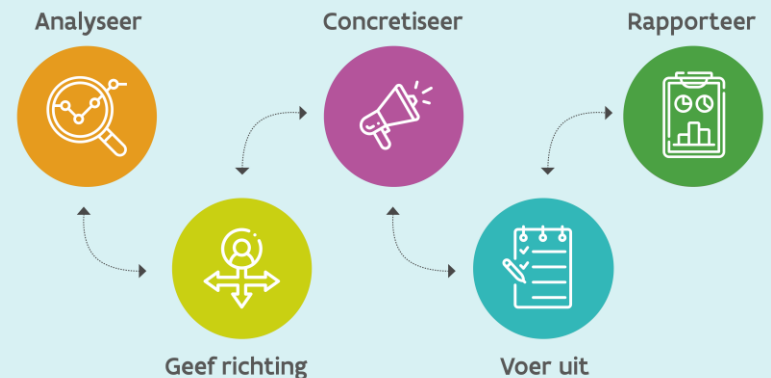 Analyseer
Concretiseer
Rapporteer
Geef richting
Voer uit